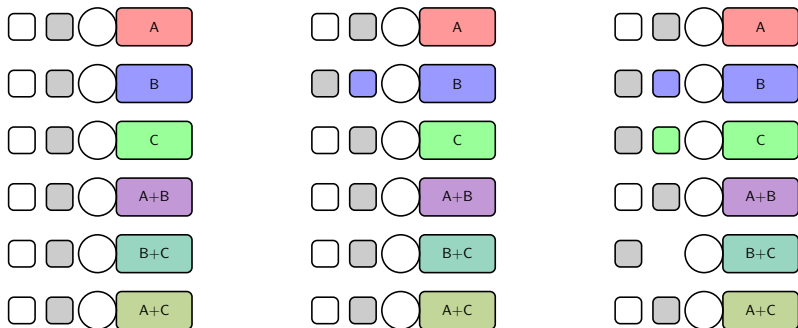 A A A
B B B
C C C
A+B A+B A+B
B+C B+C B+C
A+C A+C A+C